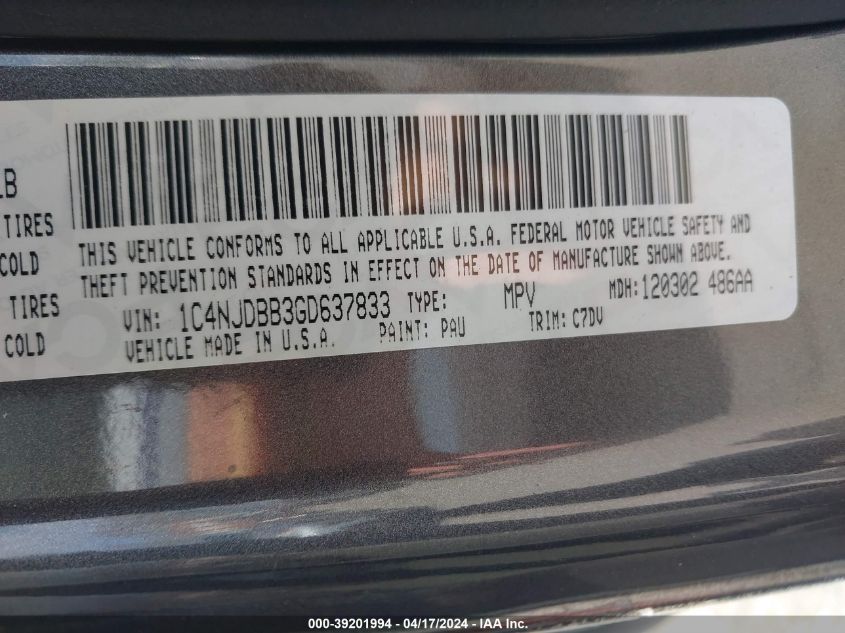 LB
TIRES
COLD
TIRES
COLD
THIS VEHICLE CONFORMS TO ALL APPLICABLE U.S.A. FEDERAL MOTOR VEHICLE SAFETY AND
THEFT PREVENTION STANDARDS IN EFFECT ON THE DATE OF MANUFACTURE SHOWN ABOVE.
VIN: 1C4NJDBB3GD637833 TYPE: MPV MDH:120302 486AA
VEHICLE MADE IN U.S.A. PAINT: PAU TRIM: C7DV
000-39201994 - 04/17/2024 - IAA Inc.